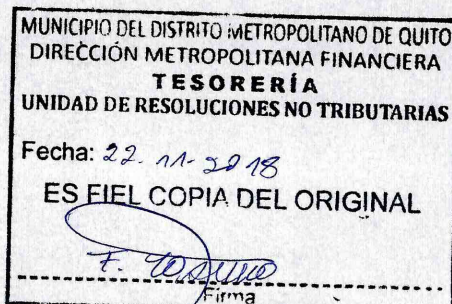 MUNICIPIO DEL DISTRITO METROPOLITANO DE QUITO
DIRECCIÓN METROPOLITANA FINANCIERA
TESORERÍA
UNIDAD DE RESOLUCIONES NO TRIBUTARIAS
Fecha: 22-11-2018
ES FIEL COPIA DEL ORIGINAL
F.
Firma